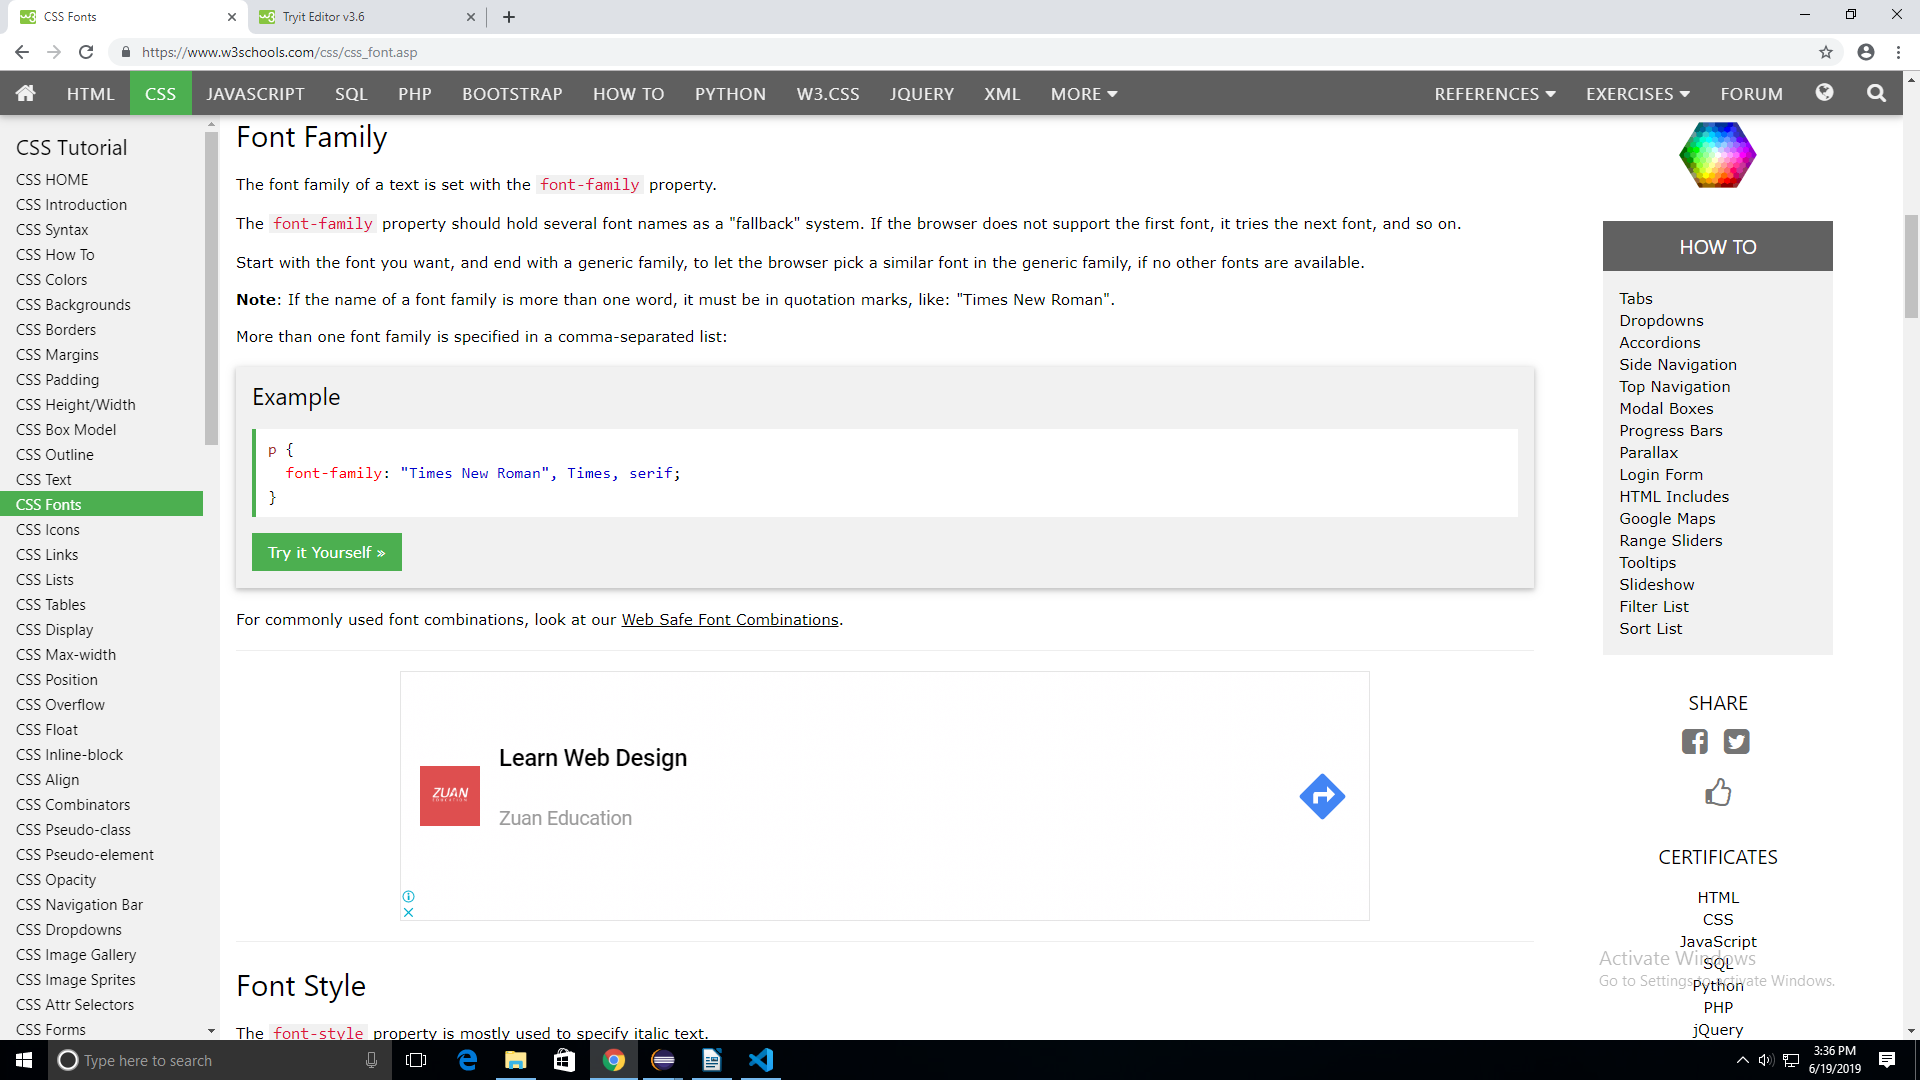 CSS Fonts
Tryit Editor v3.6
https://www.w3schools.com/css/css_font.asp
HTML CSS JAVASCRIPT SQL PHP BOOTSTRAP HOW TO PYTHON W3.CSS JQUERY XML MORE REFERENCES EXERCISES FORUM
CSS Tutorial
CSS HOME
CSS Introduction
CSS Syntax
CSS How To
CSS Colors
CSS Backgrounds
CSS Borders
CSS Margins
CSS Padding
CSS Height/Width
CSS Box Model
CSS Outline
CSS Text
CSS Fonts
CSS Icons
CSS Links
CSS Lists
CSS Tables
CSS Display
CSS Max-width
CSS Position
CSS Overflow
CSS Float
CSS Inline-block
CSS Align
CSS Combinators
CSS Pseudo-class
CSS Pseudo-element
CSS Opacity
CSS Navigation Bar
CSS Dropdowns
CSS Image Gallery
CSS Image Sprites
CSS Attr Selectors
CSS Forms
Font Family
The font family of a text is set with the font-family property.
The font-family property should hold several font names as a "fallback" system. If the browser does not support the first font, it tries the next font, and so on.
Start with the font you want, and end with a generic family, to let the browser pick a similar font in the generic family, if no other fonts are available.
Note: If the name of a font family is more than one word, it must be in quotation marks, like: "Times New Roman".
More than one font family is specified in a comma-separated list:
Example
p {
font-family: "Times New Roman", Times, serif;
}
Try it Yourself »
For commonly used font combinations, look at our Web Safe Font Combinations.
Learn Web Design
ZUAN
EDUCATION
Zuan Education
Font Style
The font-style property is mostly used to specify italic text.
HOW TO
Tabs
Dropdowns
Accordions
Side Navigation
Top Navigation
Modal Boxes
Progress Bars
Parallax
Login Form
HTML Includes
Google Maps
Range Sliders
Tooltips
Slideshow
Filter List
Sort List
SHARE
CERTIFICATES
HTML
CSS
JavaScript
SQL
Python
PHP
jQuery
Activate Windows
Go to Settings to activate Windows.
Type here to search
3:36 PM
6/19/2019